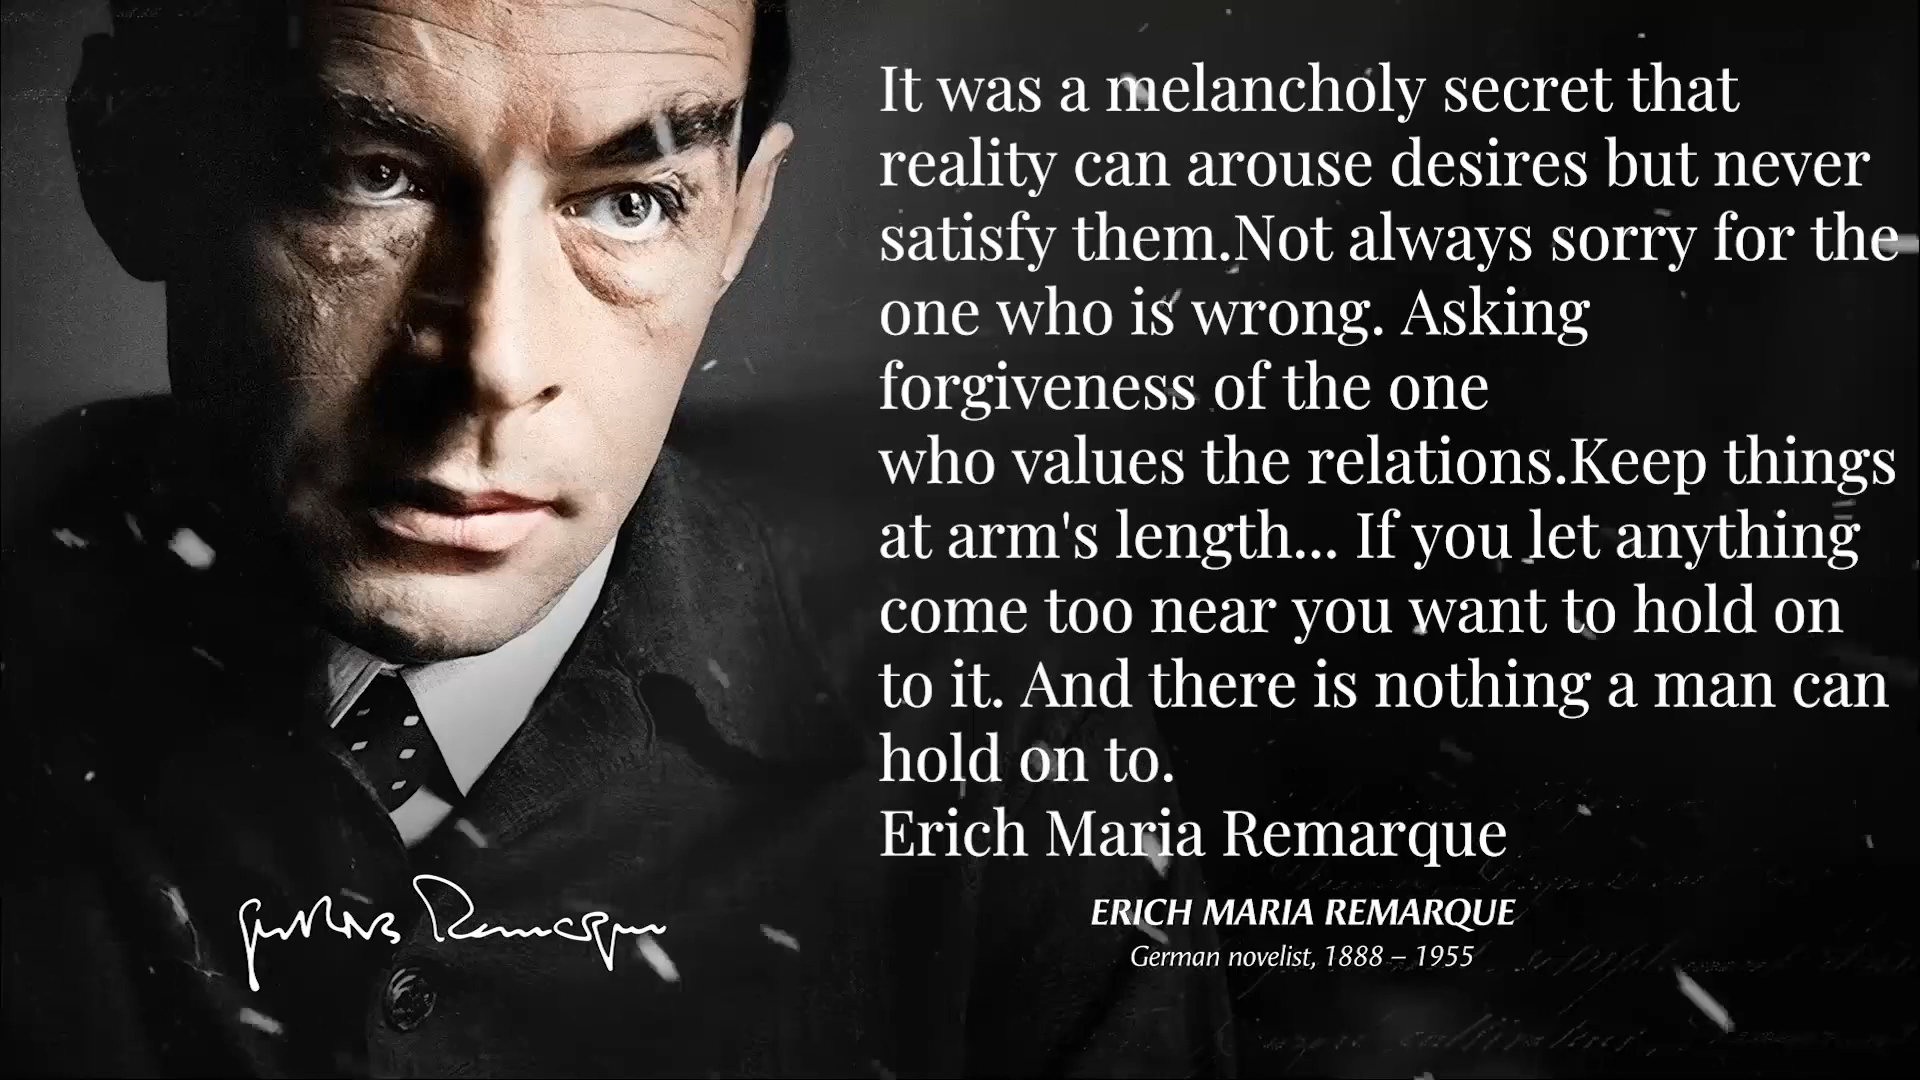 It was a melancholy secret that
reality can arouse desires but never
satisfy them.Not always sorry for the
one who is wrong. Asking
forgiveness of the one
who values the relations.Keep things
at arm's length... If you let anything
come too near you want to hold on
to it. And there is nothing a man can
hold on to.
Erich Maria Remarque
ERICH MARIA REMARQUE
German novelist, 1888 – 1955